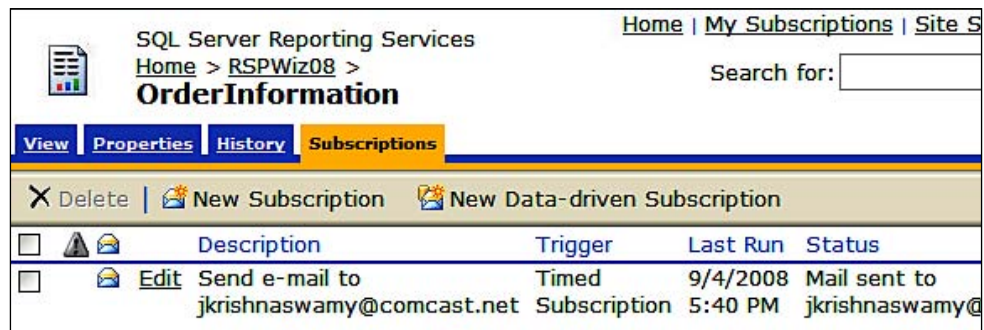 Home | My Subscriptions | Site S
SQL Server Reporting Services
Home > RSPWiz08 >
Search for:
OrderInformation
View Properties History Subscriptions
Delete | New Subscription New Data-driven Subscription
Description Trigger Last Run Status
Edit Send e-mail to Timed 9/4/2008 Mail sent to
jkrishnaswamy@comcast.net Subscription 5:40 PM jkrishnaswamy@